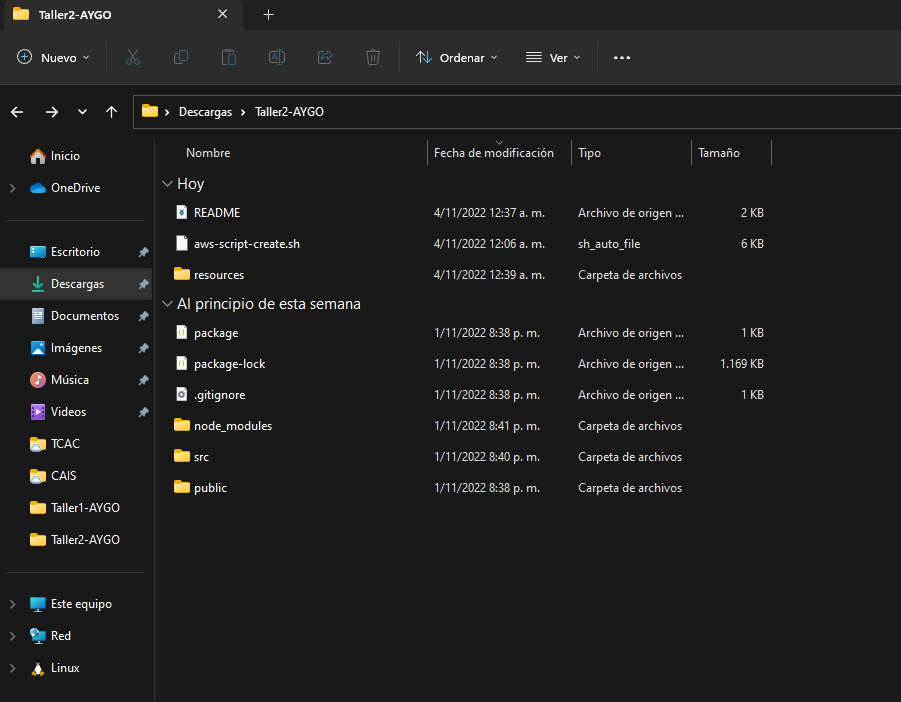 Taller2-AYGO
Nuevo
Ordenar
Ver
Descargas
Taller2-AYGO
Inicio
OneDrive
Escritorio
Descargas
Documentos
Imágenes
Música
Videos
TCAC
CAIS
Taller1-AYGO
Taller2-AYGO
Este equipo
Red
Linux
Nombre Fecha de modificación Tipo Tamaño
Hoy
README 4/11/2022 12:37 a. m. Archivo de origen ... 2 KB
aws-script-create.sh 4/11/2022 12:06 a. m. sh_auto_file 6 KB
resources 4/11/2022 12:39 a. m. Carpeta de archivos
Al principio de esta semana
package 1/11/2022 8:38 p. m. Archivo de origen ... 1 KB
package-lock 1/11/2022 8:38 p. m. Archivo de origen ... 1.169 KB
.gitignore 1/11/2022 8:38 p. m. Archivo de origen ... 1 KB
node_modules 1/11/2022 8:41 p. m. Carpeta de archivos
src 1/11/2022 8:40 p. m. Carpeta de archivos
public 1/11/2022 8:38 p. m. Carpeta de archivos